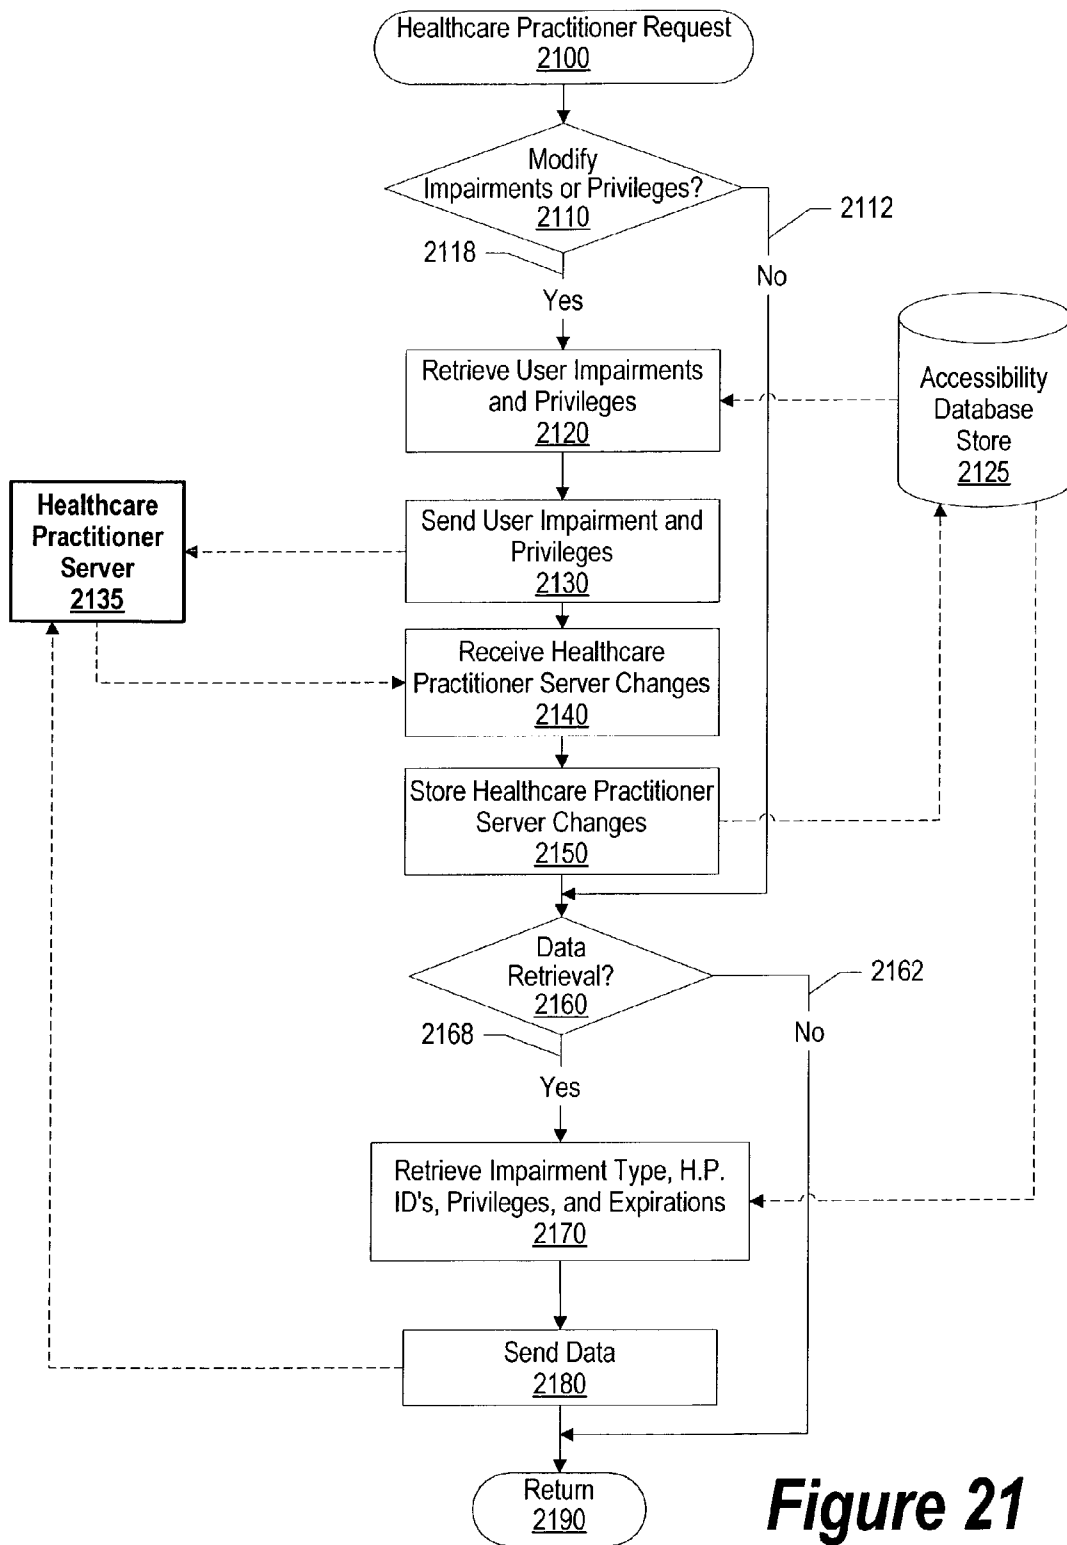 Healthcare Practitioner Request
2100
Modify
Impairments or Privileges?
2110
2112
2118
No
Yes
Retrieve User Impairments
and Privileges
2120
Accessibility
Database
Store
2125
Healthcare
Practitioner
Server
2135
Send User Impairment and
Privileges
2130
Receive Healthcare
Practitioner Server Changes
2140
Store Healthcare Practitioner
Server Changes
2150
Data
Retrieval?
2160
2162
2168
No
Yes
Retrieve Impairment Type, H.P.
ID's, Privileges, and Expirations
2170
Send Data
2180
Return
2190
Figure 21